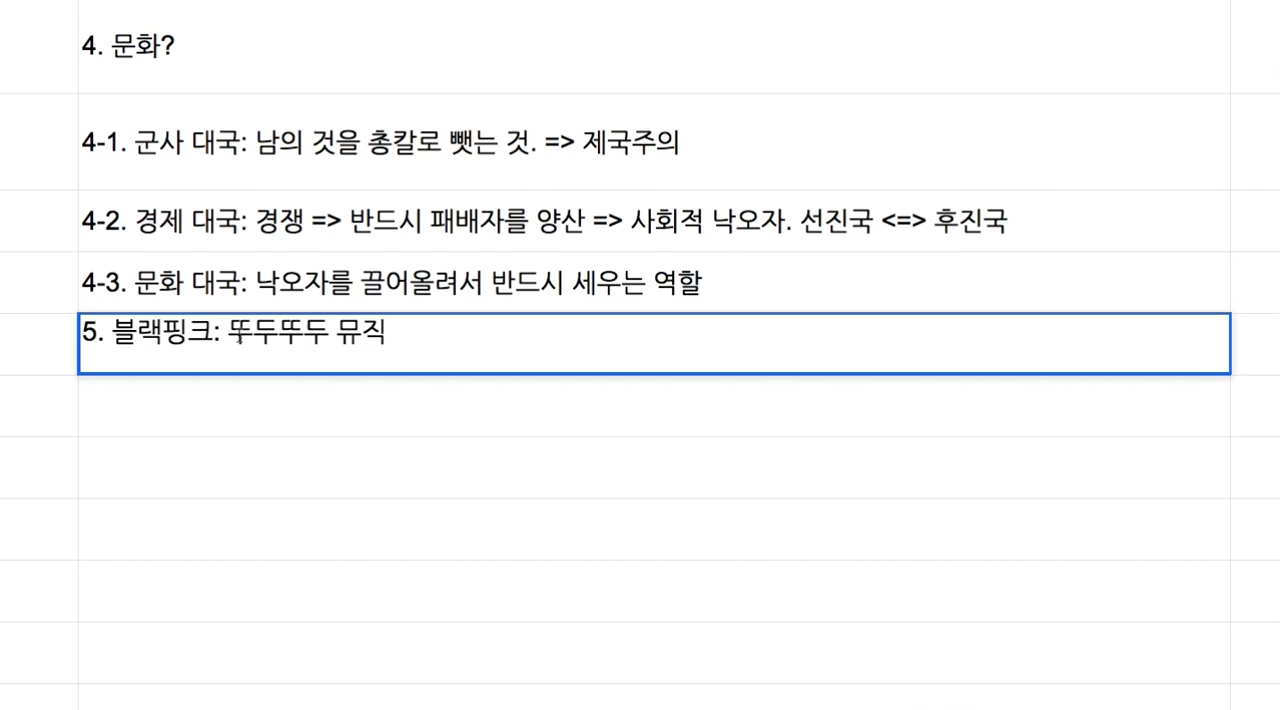 4. 문화?
4-1. 군사 대국: 남의 것을 총칼로 뺏는 것. => 제국주의
4-2. 경제 대국: 경쟁 => 반드시 패배자를 양산 => 사회적 낙오자. 선진국 <=> 후진국
4-3. 문화 대국: 낙오자를 끌어올려서 반드시 세우는 역할
5. 블랙핑크: 뚜두뚜두 뮤직